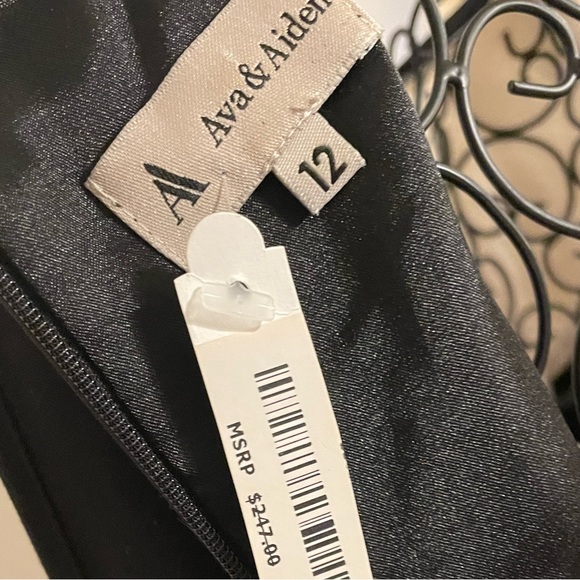 Ava & Aiden
12
MSRP $247.00